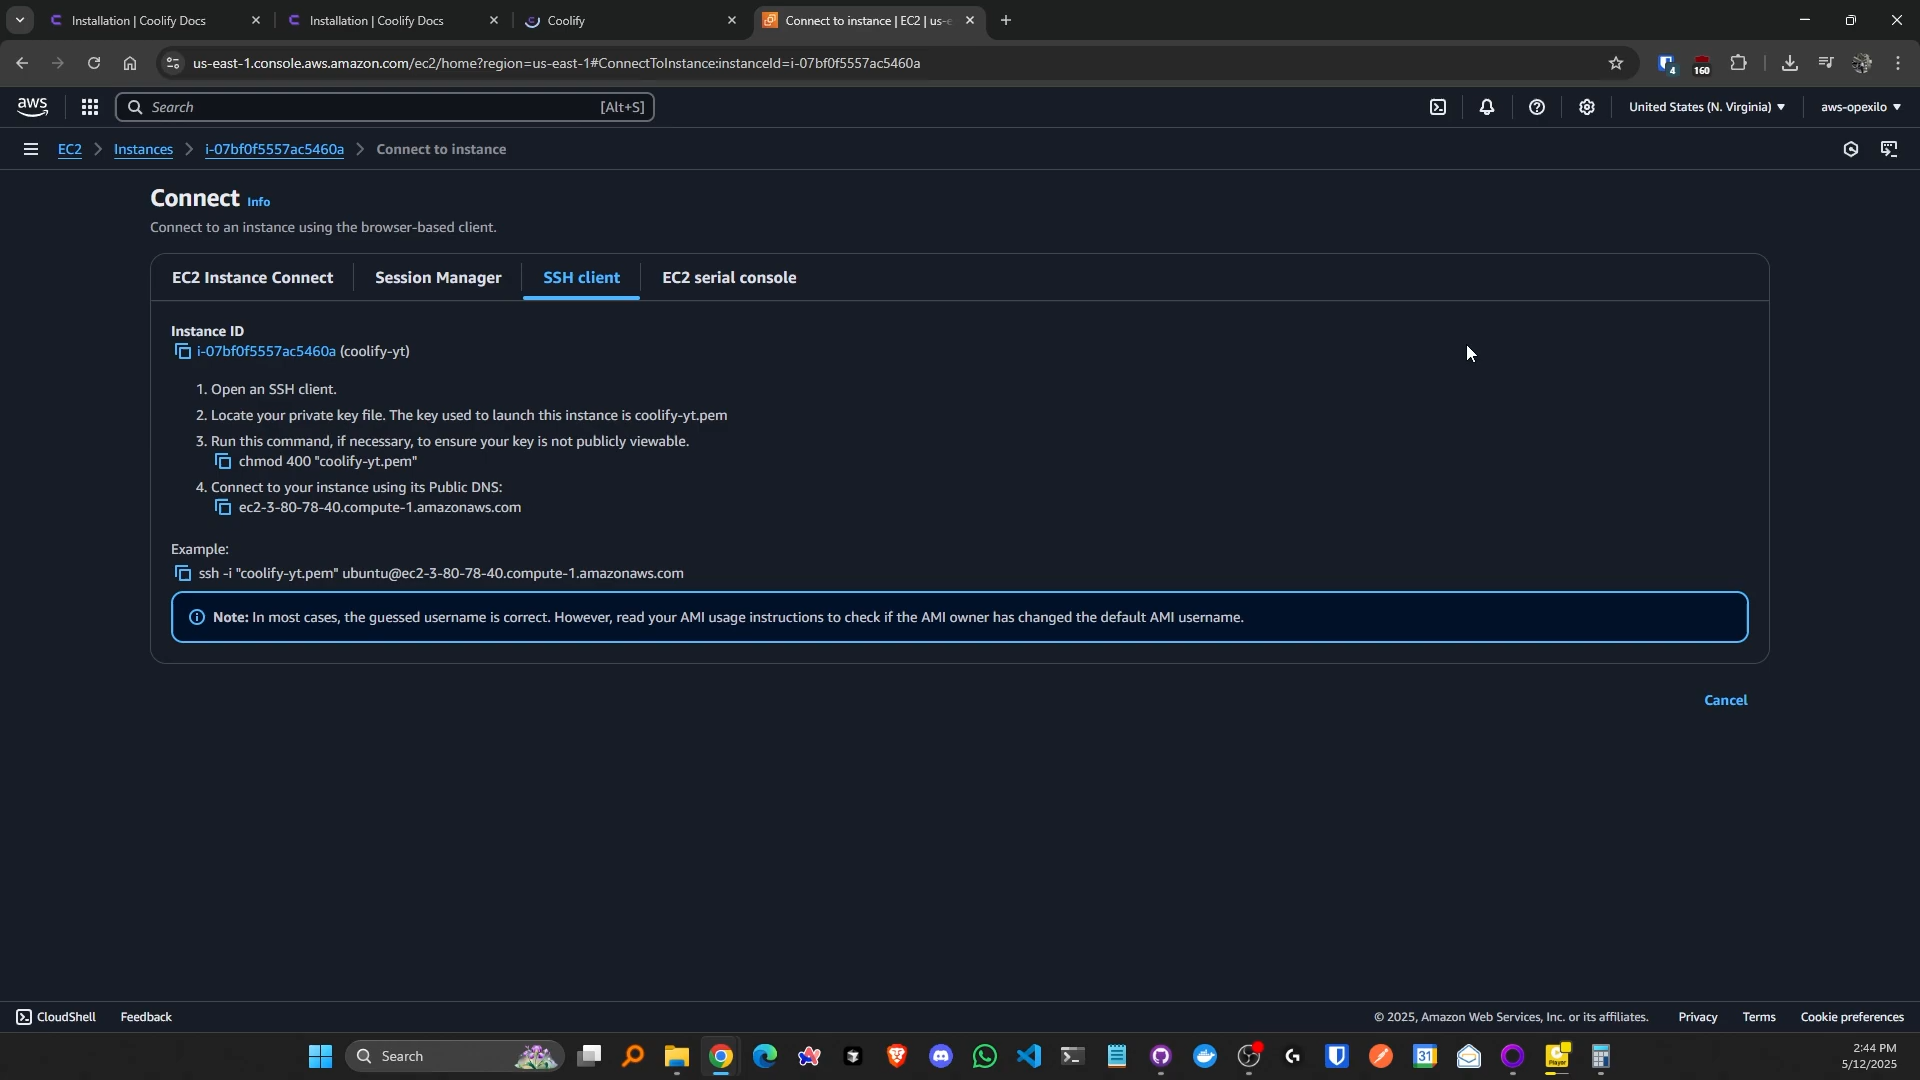 Installation | Coolify Docs
Installation | Coolify Docs
Coolify
Connect to instance | EC2 | us-e
us-east-1.console.aws.amazon.com/ec2/home?region=us-east-1#ConnectToInstance:instanceId=i-07bf0f5557ac5460a
4
160
aws
Search
[Alt+S]
United States (N. Virginia)
aws-opexilo
EC2
Instances
i-07bf0f5557ac5460a
Connect to instance
Connect Info
Connect to an instance using the browser-based client.
EC2 Instance Connect
Session Manager
SSH client
EC2 serial console
Instance ID
i-07bf0f5557ac5460a (coolify-yt)
1. Open an SSH client.
2. Locate your private key file. The key used to launch this instance is coolify-yt.pem
3. Run this command, if necessary, to ensure your key is not publicly viewable.
chmod 400 "coolify-yt.pem"
4. Connect to your instance using its Public DNS:
ec2-3-80-78-40.compute-1.amazonaws.com
Example:
ssh -i "coolify-yt.pem" ubuntu@ec2-3-80-78-40.compute-1.amazonaws.com
Note: In most cases, the guessed username is correct. However, read your AMI usage instructions to check if the AMI owner has changed the default AMI username.
Cancel
CloudShell
Feedback
© 2025, Amazon Web Services, Inc. or its affiliates.
Privacy
Terms
Cookie preferences
Search
31
2:44 PM
5/12/2025